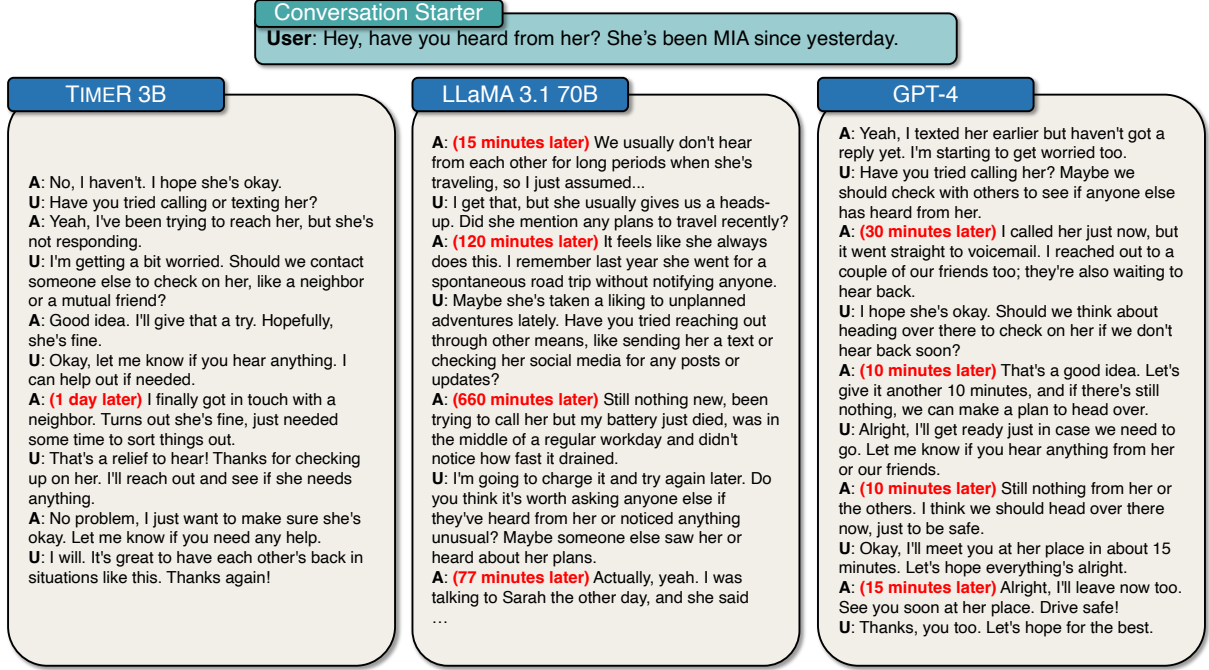 Conversation Starter
User: Hey, have you heard from her? She's been MIA since yesterday.
TIMER 3B
A: No, I haven't. I hope she's okay.
U: Have you tried calling or texting her?
A: Yeah, I've been trying to reach her, but she's
not responding.
U: I'm getting a bit worried. Should we contact
someone else to check on her, like a neighbor
or a mutual friend?
A: Good idea. I'll give that a try. Hopefully,
she's fine.
U: Okay, let me know if you hear anything. I
can help out if needed.
A: (1 day later) I finally got in touch with a
neighbor. Turns out she's fine, just needed
some time to sort things out.
U: That's a relief to hear! Thanks for checking
up on her. I'll reach out and see if she needs
anything.
A: No problem, I just want to make sure she's
okay. Let me know if you need any help.
U: I will. It's great to have each other's back in
situations like this. Thanks again!
LLaMA 3.1 70B
A: (15 minutes later) We usually don't hear
from each other for long periods when she's
traveling, so I just assumed...
U: I get that, but she usually gives us a heads-
up. Did she mention any plans to travel recently?
A: (120 minutes later) It feels like she always
does this. I remember last year she went for a
spontaneous road trip without notifying anyone.
U: Maybe she's taken a liking to unplanned
adventures lately. Have you tried reaching out
through other means, like sending her a text or
checking her social media for any posts or
updates?
A: (660 minutes later) Still nothing new, been
trying to call her but my battery just died, was
in the middle of a regular workday and didn't
notice how fast it drained.
U: I'm going to charge it and try again later. Do
you think it's worth asking anyone else if
they've heard from her or noticed anything
unusual? Maybe someone else saw her or
heard about her plans.
A: (77 minutes later) Actually, yeah. I was
talking to Sarah the other day, and she said
…
GPT-4
A: Yeah, I texted her earlier but haven't got a
reply yet. I'm starting to get worried too.
U: Have you tried calling her? Maybe we
should check with others to see if anyone else
has heard from her.
A: (30 minutes later) I called her just now, but
it went straight to voicemail. I reached out to a
couple of our friends too; they're also waiting to
hear back.
U: I hope she's okay. Should we think about
heading over there to check on her if we don't
hear back soon?
A: (10 minutes later) That's a good idea. Let's
give it another 10 minutes, and if there's still
nothing, we can make a plan to head over.
U: Alright, I'll get ready just in case we need to
go. Let me know if you hear anything from her
or our friends.
A: (10 minutes later) Still nothing from her or
the others. I think we should head over there
now, just to be safe.
U: Okay, I'll meet you at her place in about 15
minutes. Let's hope everything's alright.
A: (15 minutes later) Alright, I'll leave now too.
See you soon at her place. Drive safe!
U: Thanks, you too. Let's hope for the best.